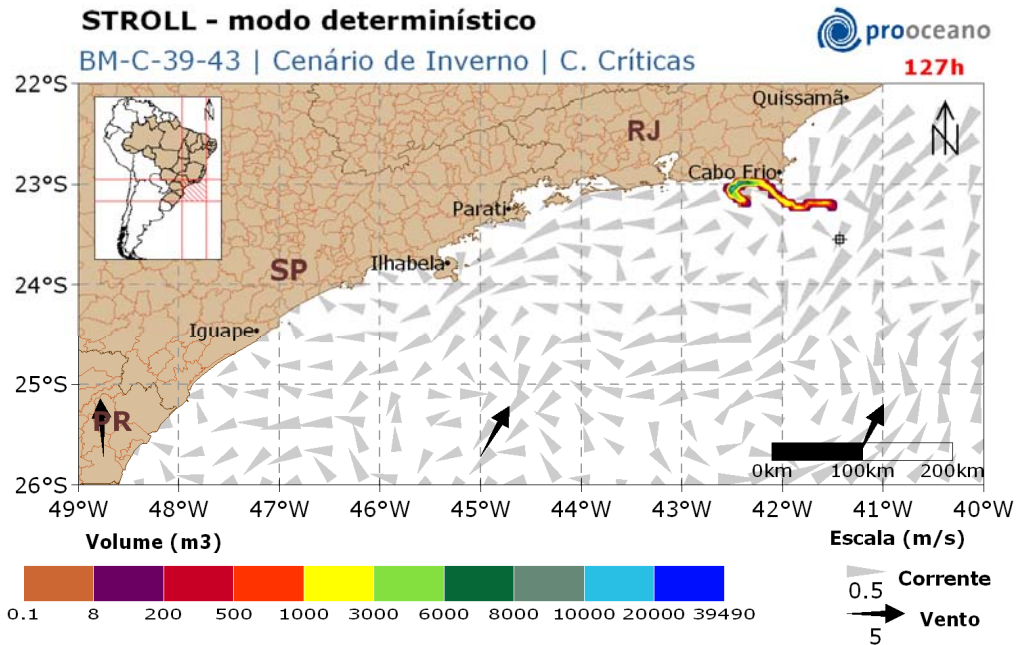 STROLL - modo determinístico
prooceano
BM-C-39-43 | Cenário de Inverno | C. Críticas
127h
22°S
23°S
24°S
25°S
26°S
N
Quissamã
RJ
N
Cabo Frio
Parati
Ilhabela
SP
Iguape
PR
0km 100km 200km
49°W 48°W 47°W 46°W 45°W 44°W 43°W 42°W 41°W 40°W
Volume (m3)
0.1 8 200 500 1000 3000 6000 8000 10000 20000 39490
Escala (m/s)
Corrente
0.5
Vento
5